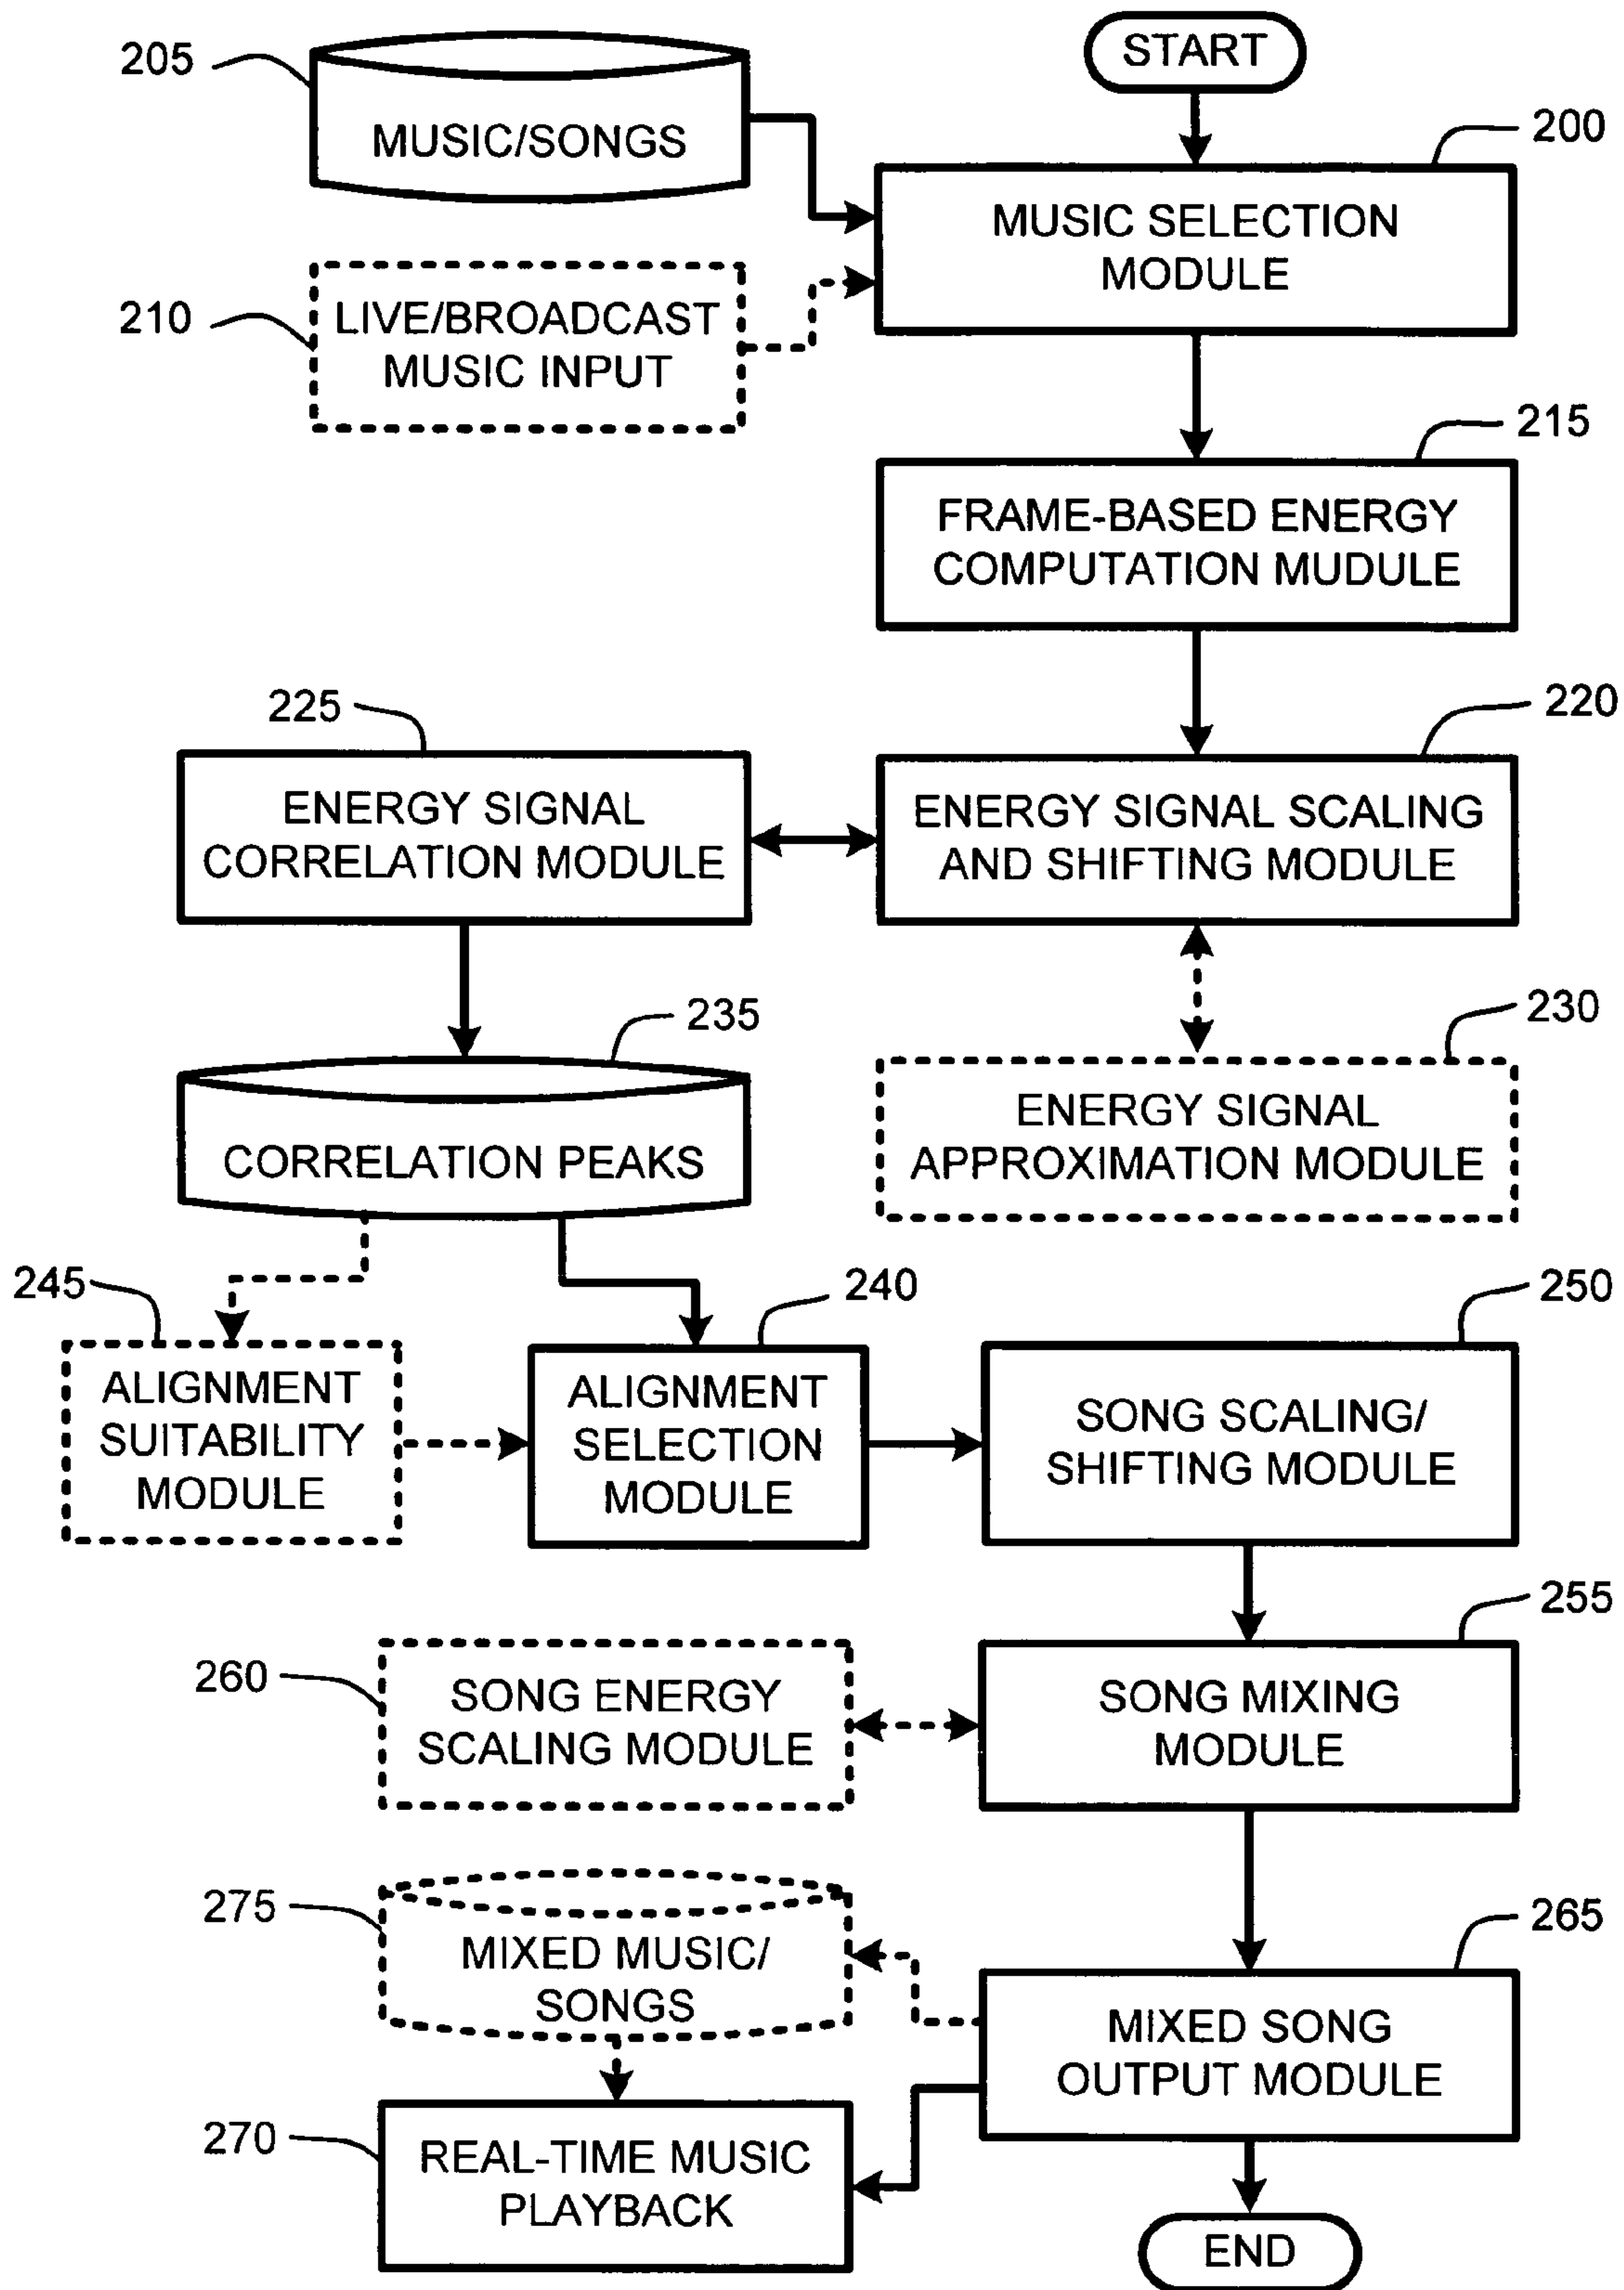 START
205
MUSIC/SONGS
200
MUSIC SELECTION
MODULE
210
LIVE/BROADCAST
MUSIC INPUT
215
FRAME-BASED ENERGY
COMPUTATION MUDULE
220
ENERGY SIGNAL SCALING
AND SHIFTING MODULE
225
ENERGY SIGNAL
CORRELATION MODULE
230
ENERGY SIGNAL
APPROXIMATION MODULE
235
CORRELATION PEAKS
245
ALIGNMENT
SUITABILITY
MODULE
240
ALIGNMENT
SELECTION
MODULE
250
SONG SCALING/
SHIFTING MODULE
255
SONG MIXING
MODULE
260
SONG ENERGY
SCALING MODULE
265
MIXED SONG
OUTPUT MODULE
275
MIXED MUSIC/
SONGS
270
REAL-TIME MUSIC
PLAYBACK
END